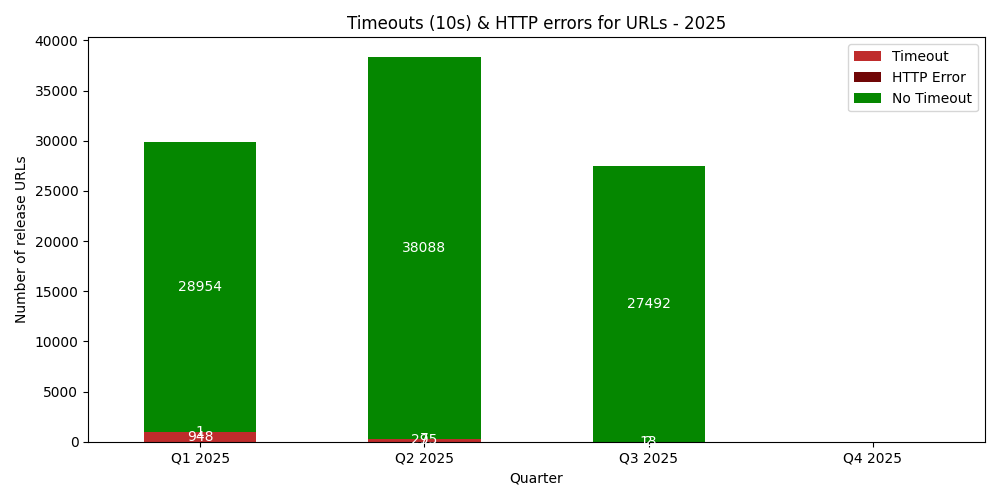 Timeouts (10s) & HTTP errors for URLs - 2025
Timeout
HTTP Error
No Timeout
Number of release URLs
40000
35000
30000
25000
20000
15000
10000
5000
0
28954
1
948
38088
295
27492
Q1 2025
Q2 2025
Q3 2025
Q4 2025
Quarter